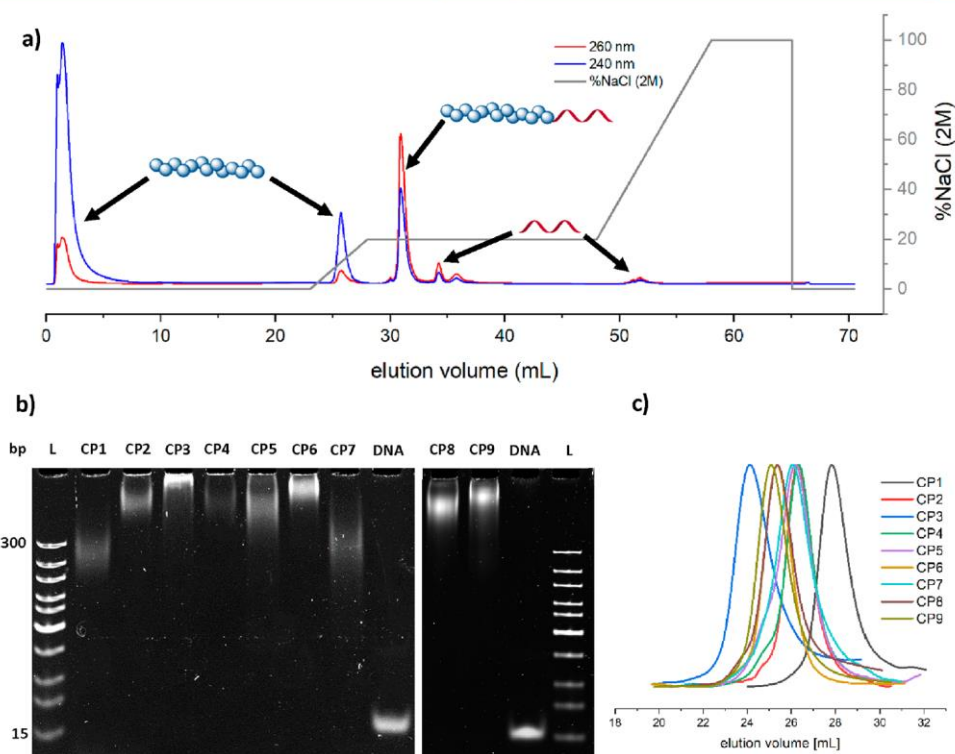 a)
260 nm
240 nm
%NaCl (2M)
100
80
60
40
20
0
%NaCl (2M)
0 10 20 30 40 50 60 70
elution volume (mL)
b)
bp L CP1 CP2 CP3 CP4 CP5 CP6 CP7 DNA CP8 CP9 DNA L
300
15
c)
CP1
CP2
CP3
CP4
CP5
CP6
CP7
CP8
CP9
18 20 22 24 26 28 30 32
elution volume [mL]